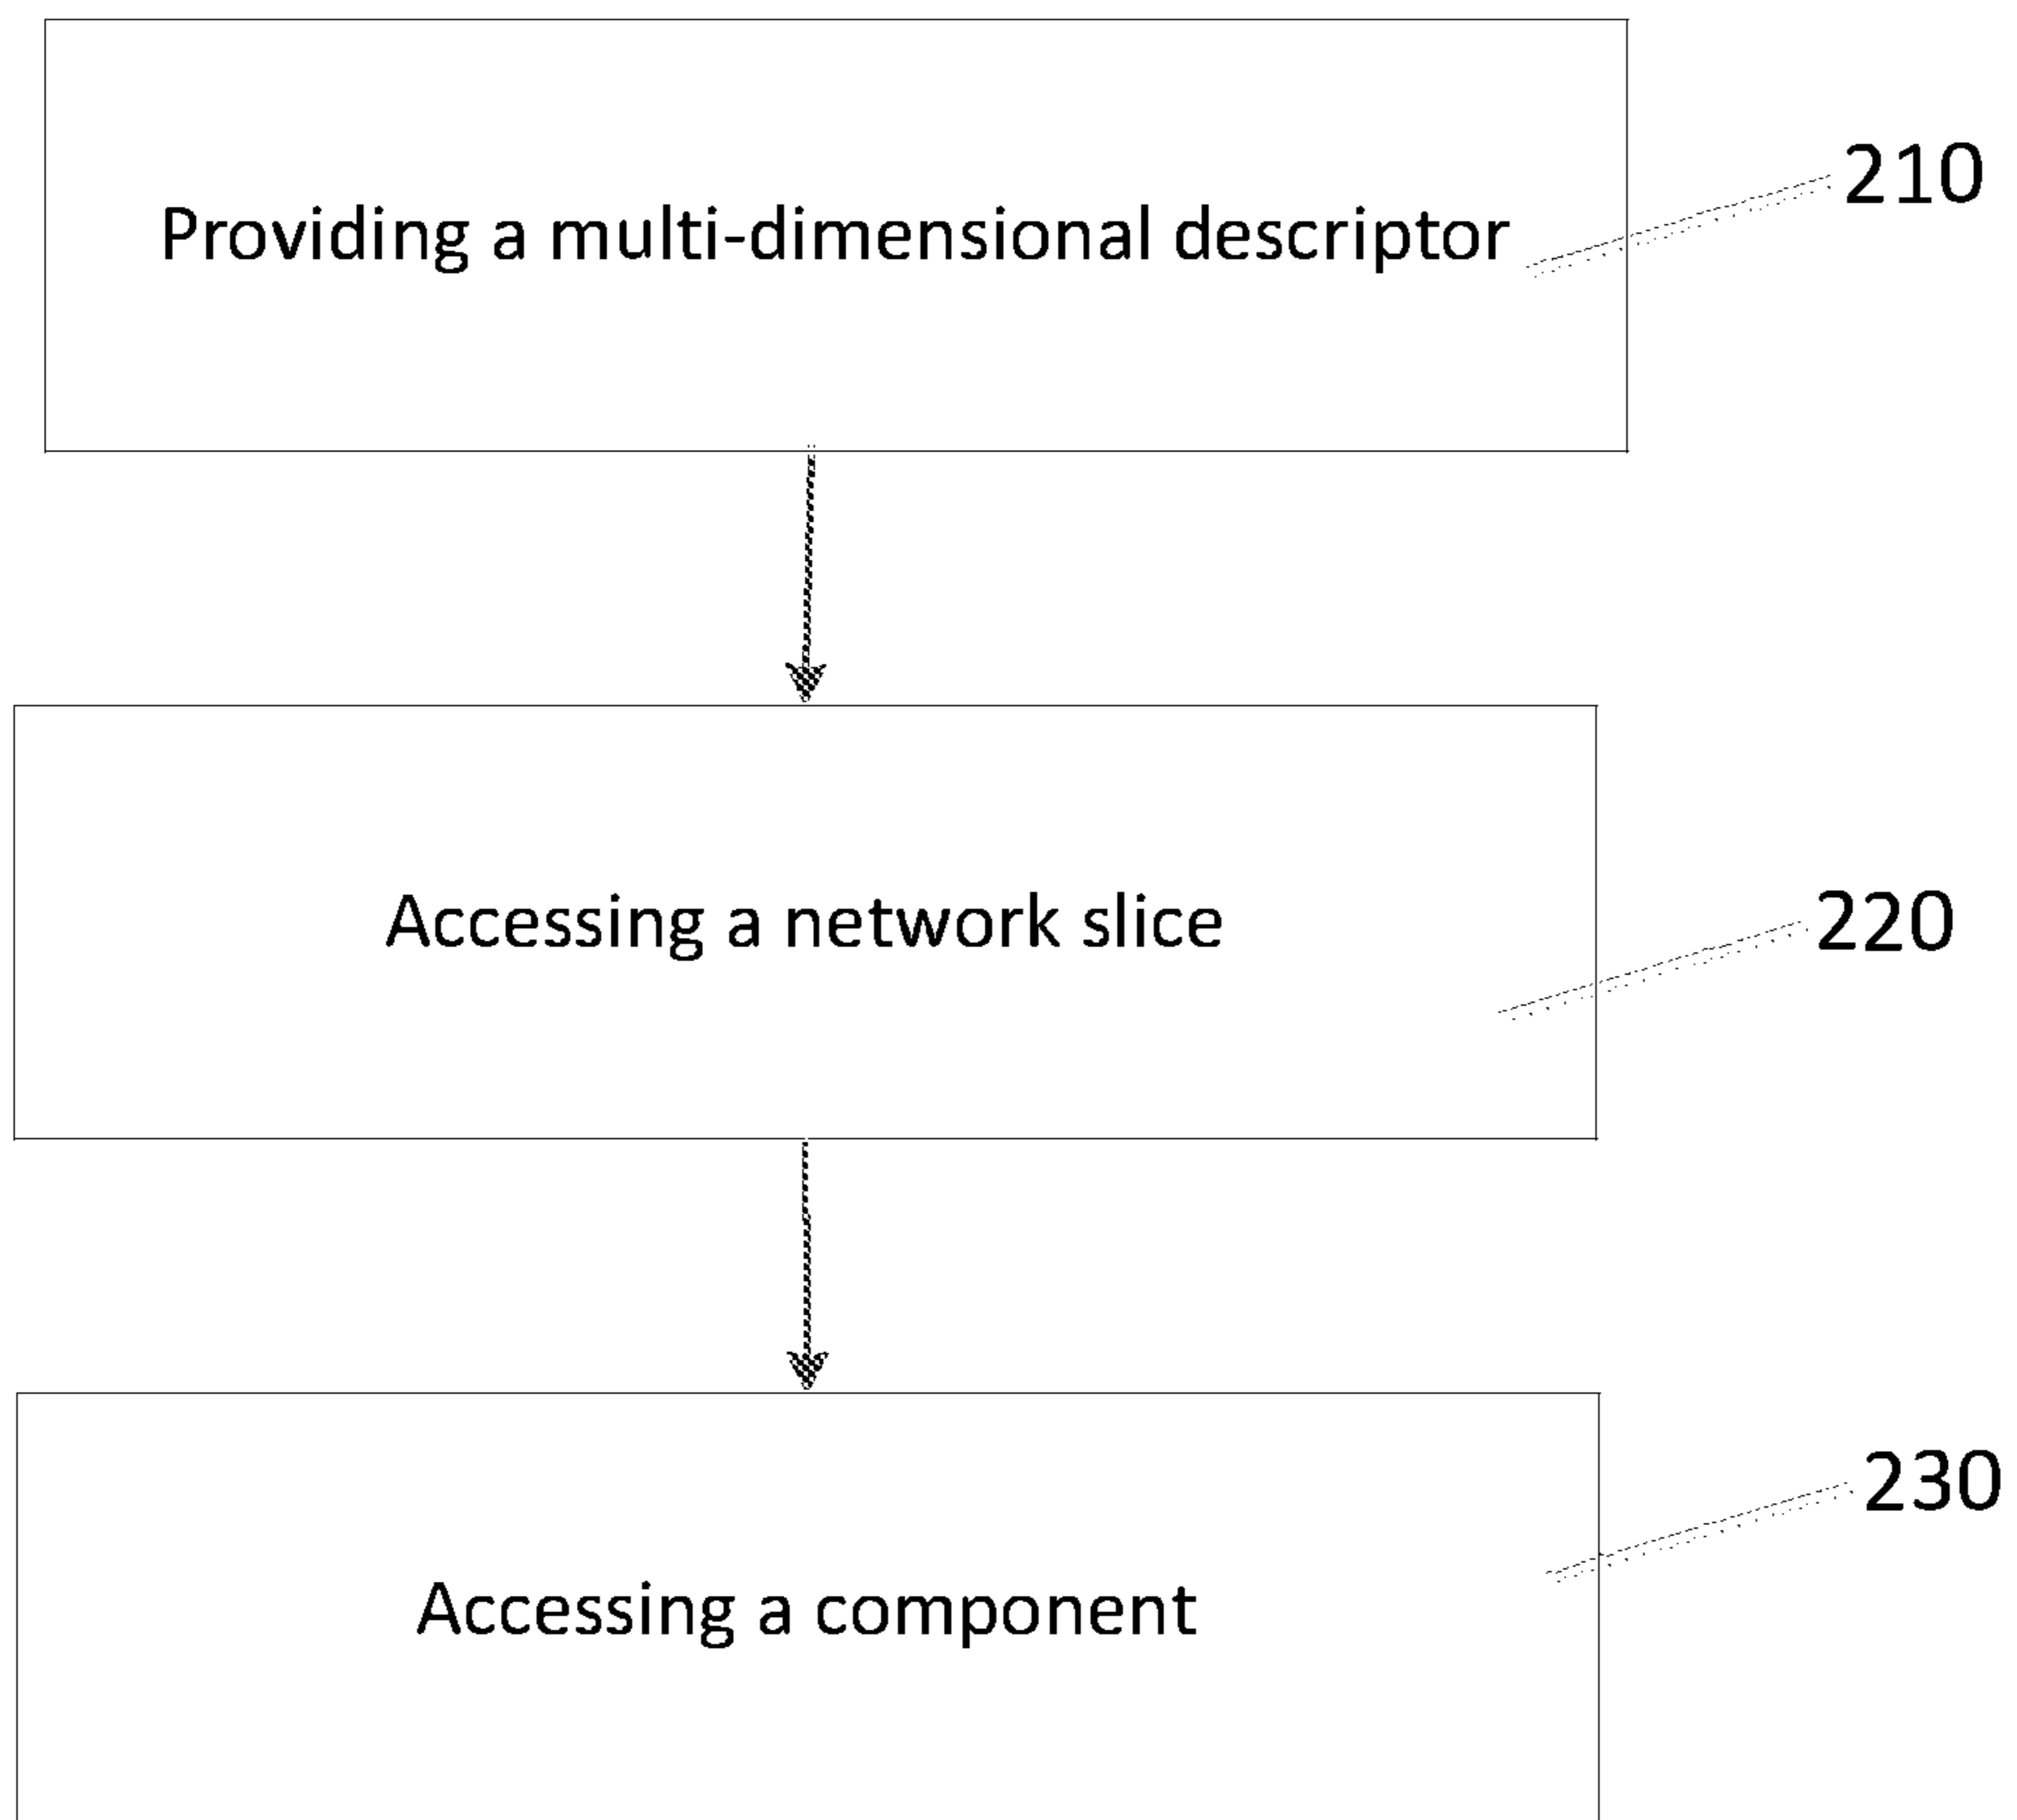 Providing a multi-dimensional descriptor
210
Accessing a network slice
220
Accessing a component
230